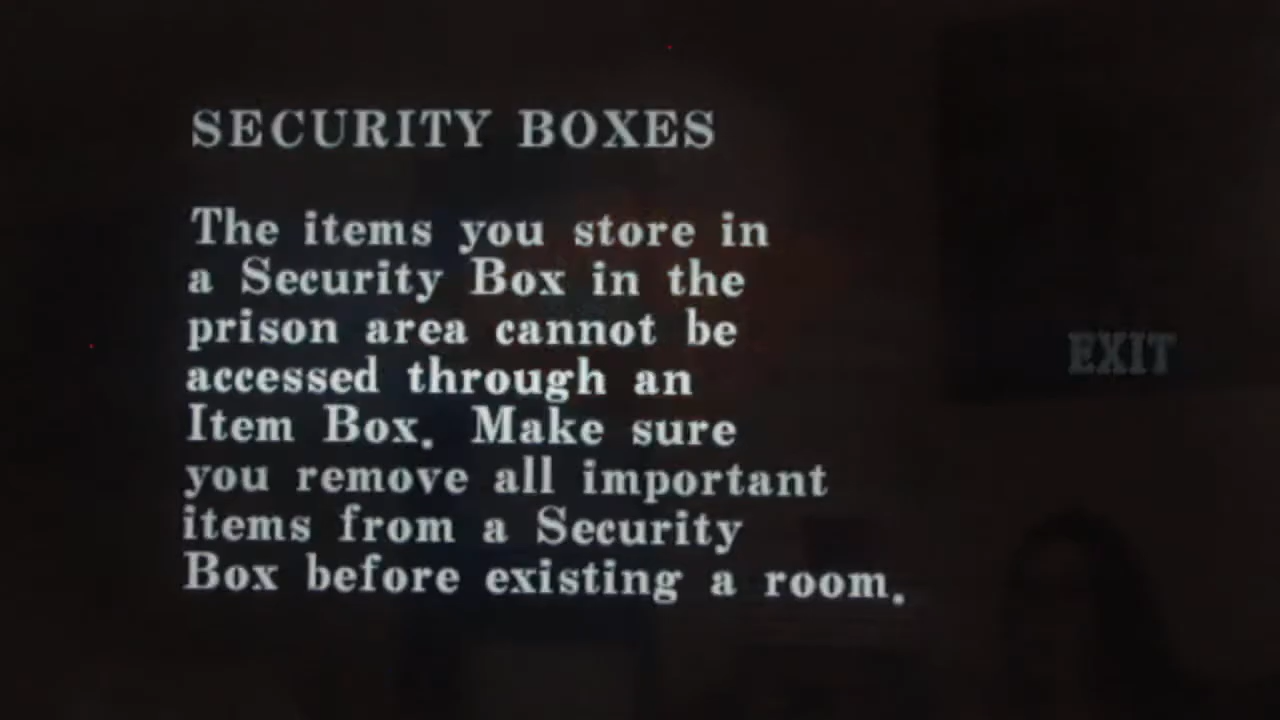 SECURITY BOXES
The items you store in
a Security Box in the
prison area cannot be
accessed through an
Item Box. Make sure
you remove all important
items from a Security
Box before existing a room.
EXIT